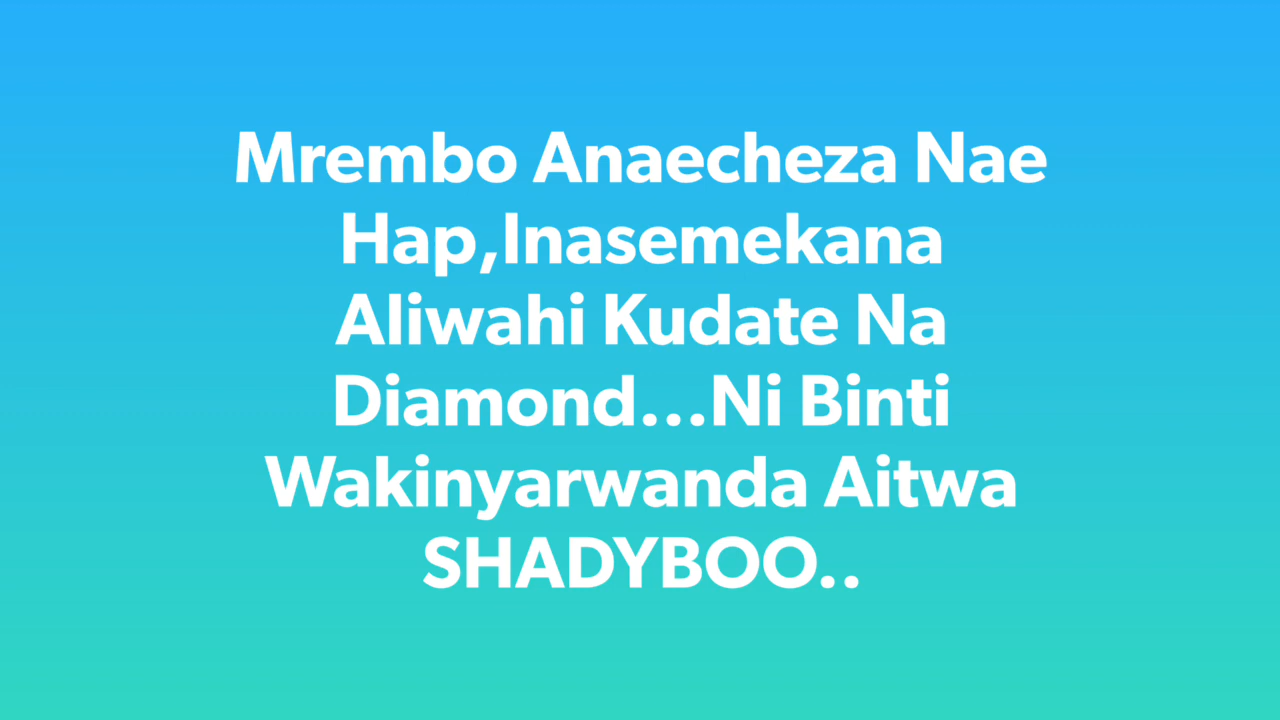 Mrembo Anaecheza Nae
Hap,Inasemekana
Aliwahi Kudate Na
Diamond...Ni Binti
Wakinyarwanda Aitwa
SHADYBOO..